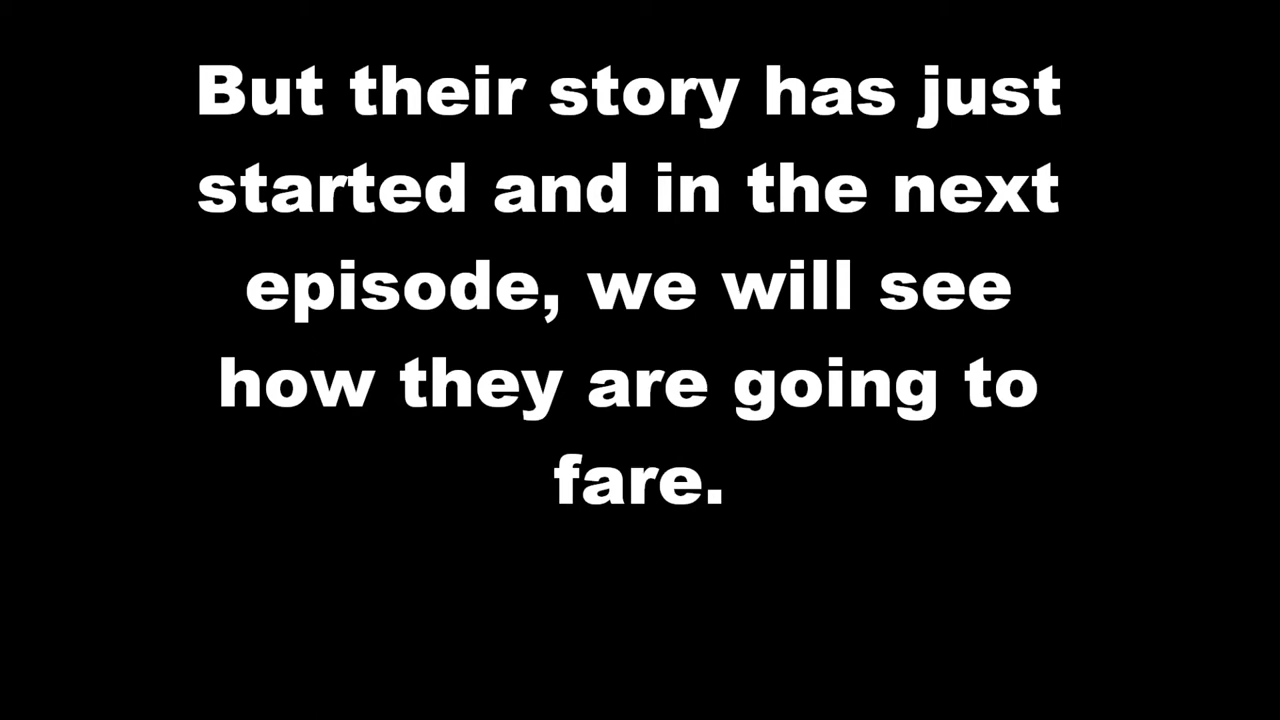 But their story has just
started and in the next
episode, we will see
how they are going to
fare.